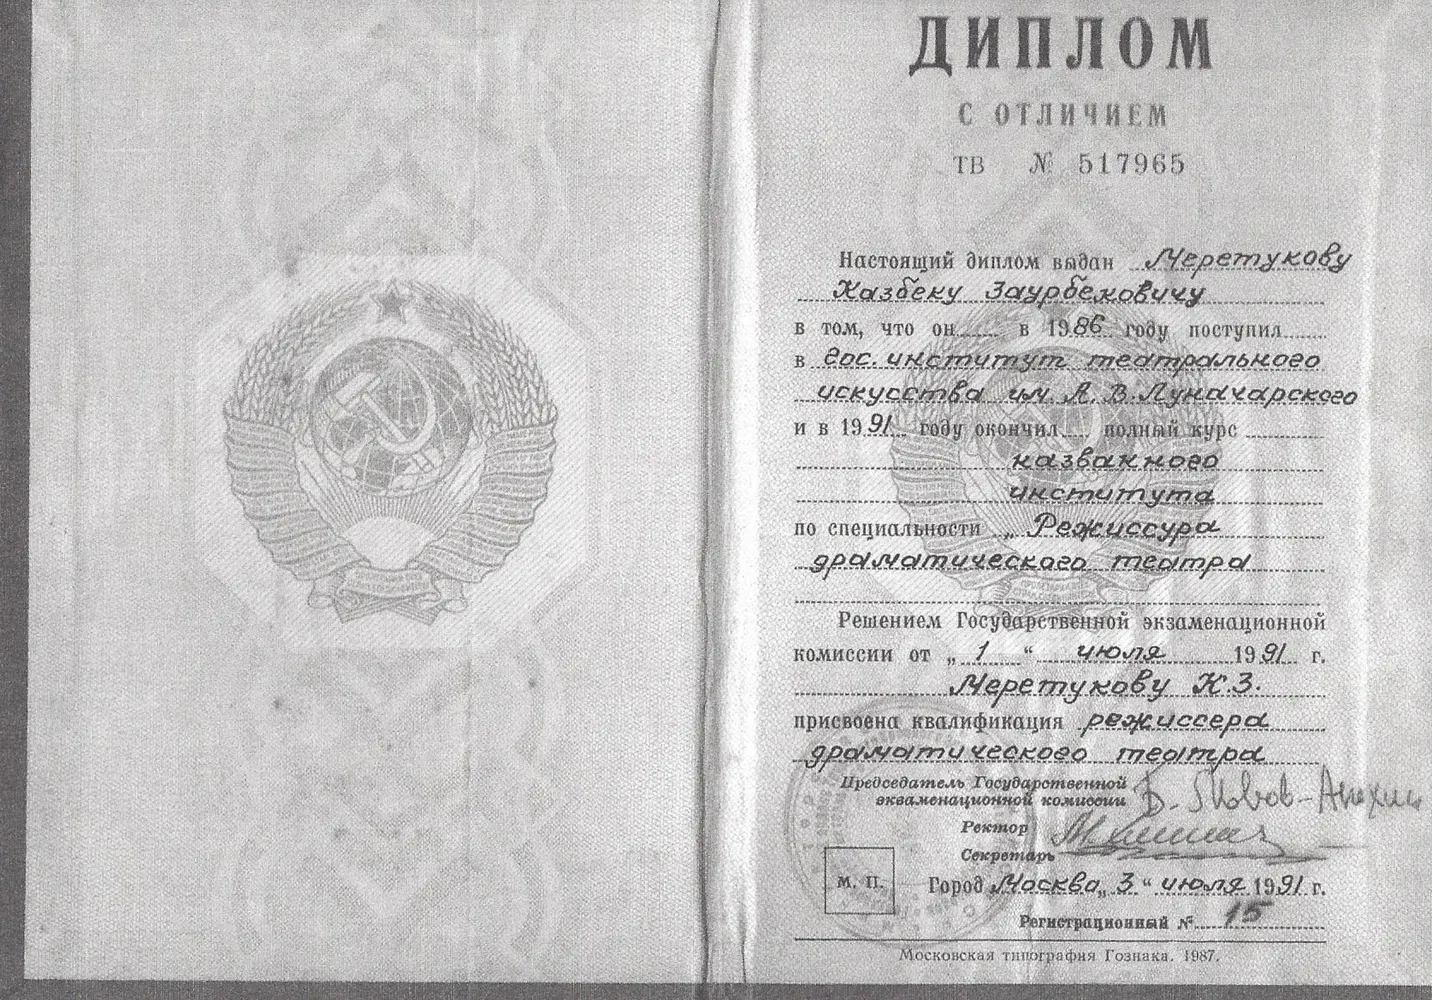 ДИПЛОМ
С ОТЛИЧИЕМ
ТВ № 517965
Настоящий диплом выдан Меретукову
Казбеку Заурбековичу
в том, что он в 1986 году поступил
в гос. институт театрального
искусства им. А. В. Луначарского
и в 1991 году окончил полный курс
названного
института
по специальности „Режиссура
драматического театра
Решением Государственной экзаменационной
комиссии от „1“ июля 1991 г.
Меретукову К.З.
присвоена квалификация режиссера
драматического театра
Председатель Государственной
экзаменационной комиссии Б. Львов-Анохин
Ректор
Секретарь
М. П.
Город Москва „3“ июля 1991 г.
Регистрационный № 15
Московская типография Гознака. 1987.